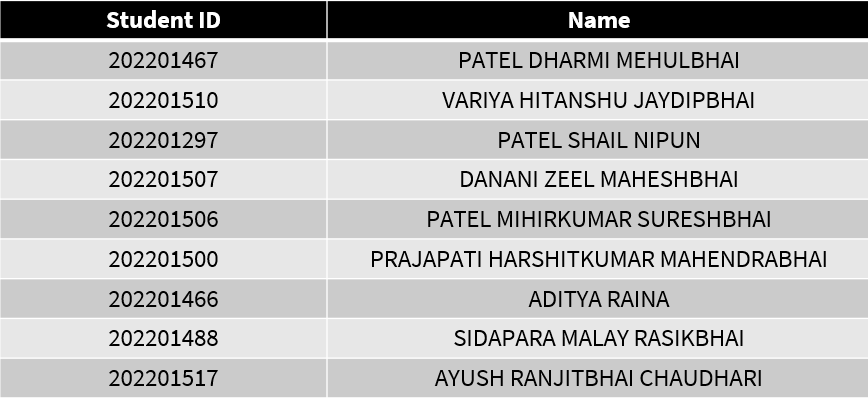 Student ID Name
202201467 PATEL DHARMI MEHULBHAI
202201510 VARIYA HITANSHU JAYDIPBHAI
202201297 PATEL SHAIL NIPUN
202201507 DANANI ZEEL MAHESHBHAI
202201506 PATEL MIHIRKUMAR SURESHBHAI
202201500 PRAJAPATI HARSHITKUMAR MAHENDRABHAI
202201466 ADITYA RAINA
202201488 SIDAPARA MALAY RASIKBHAI
202201517 AYUSH RANJITBHAI CHAUDHARI